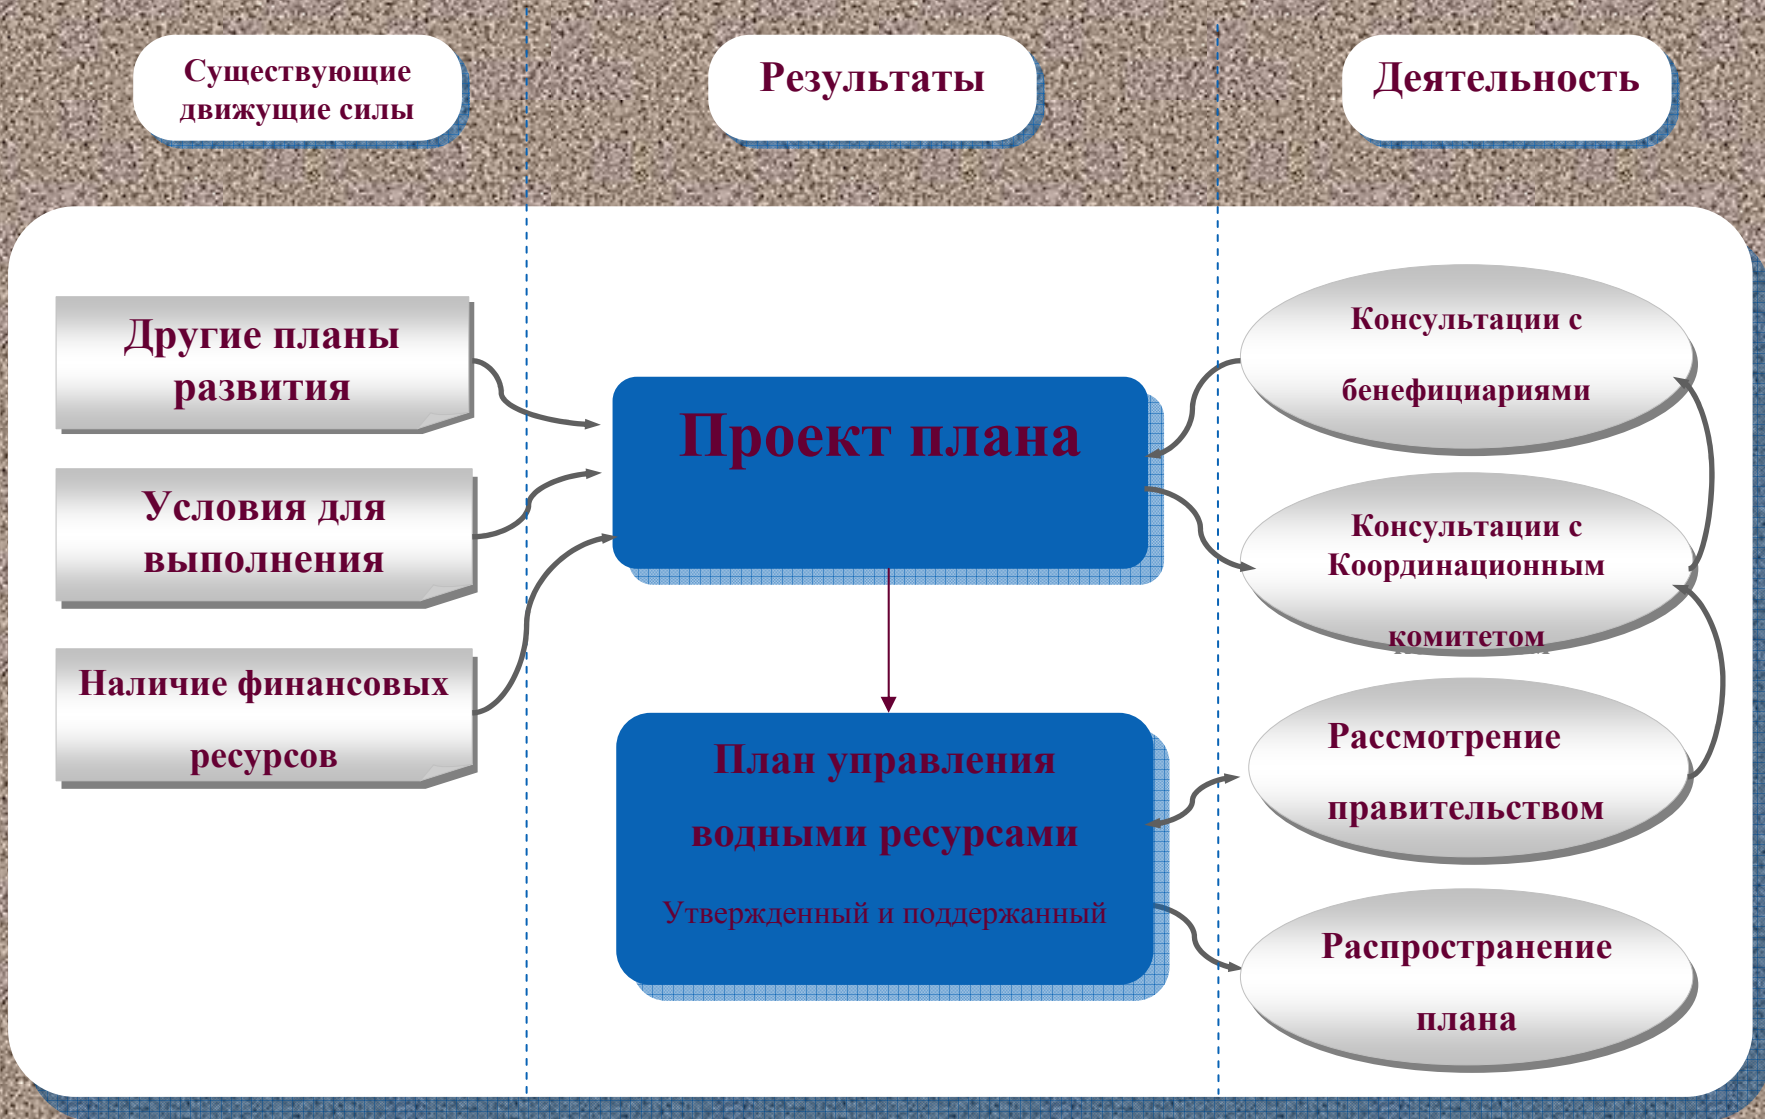 Существующие
движущие силы
Результаты
Деятельность
Другие планы
развития
Условия для
выполнения
Наличие финансовых
ресурсов
Проект плана
План управления
водными ресурсами
Утвержденный и поддержанный
Консультации с
бенефициариями
Консультации с
Координационным
комитетом
Рассмотрение
правительством
Распространение
плана